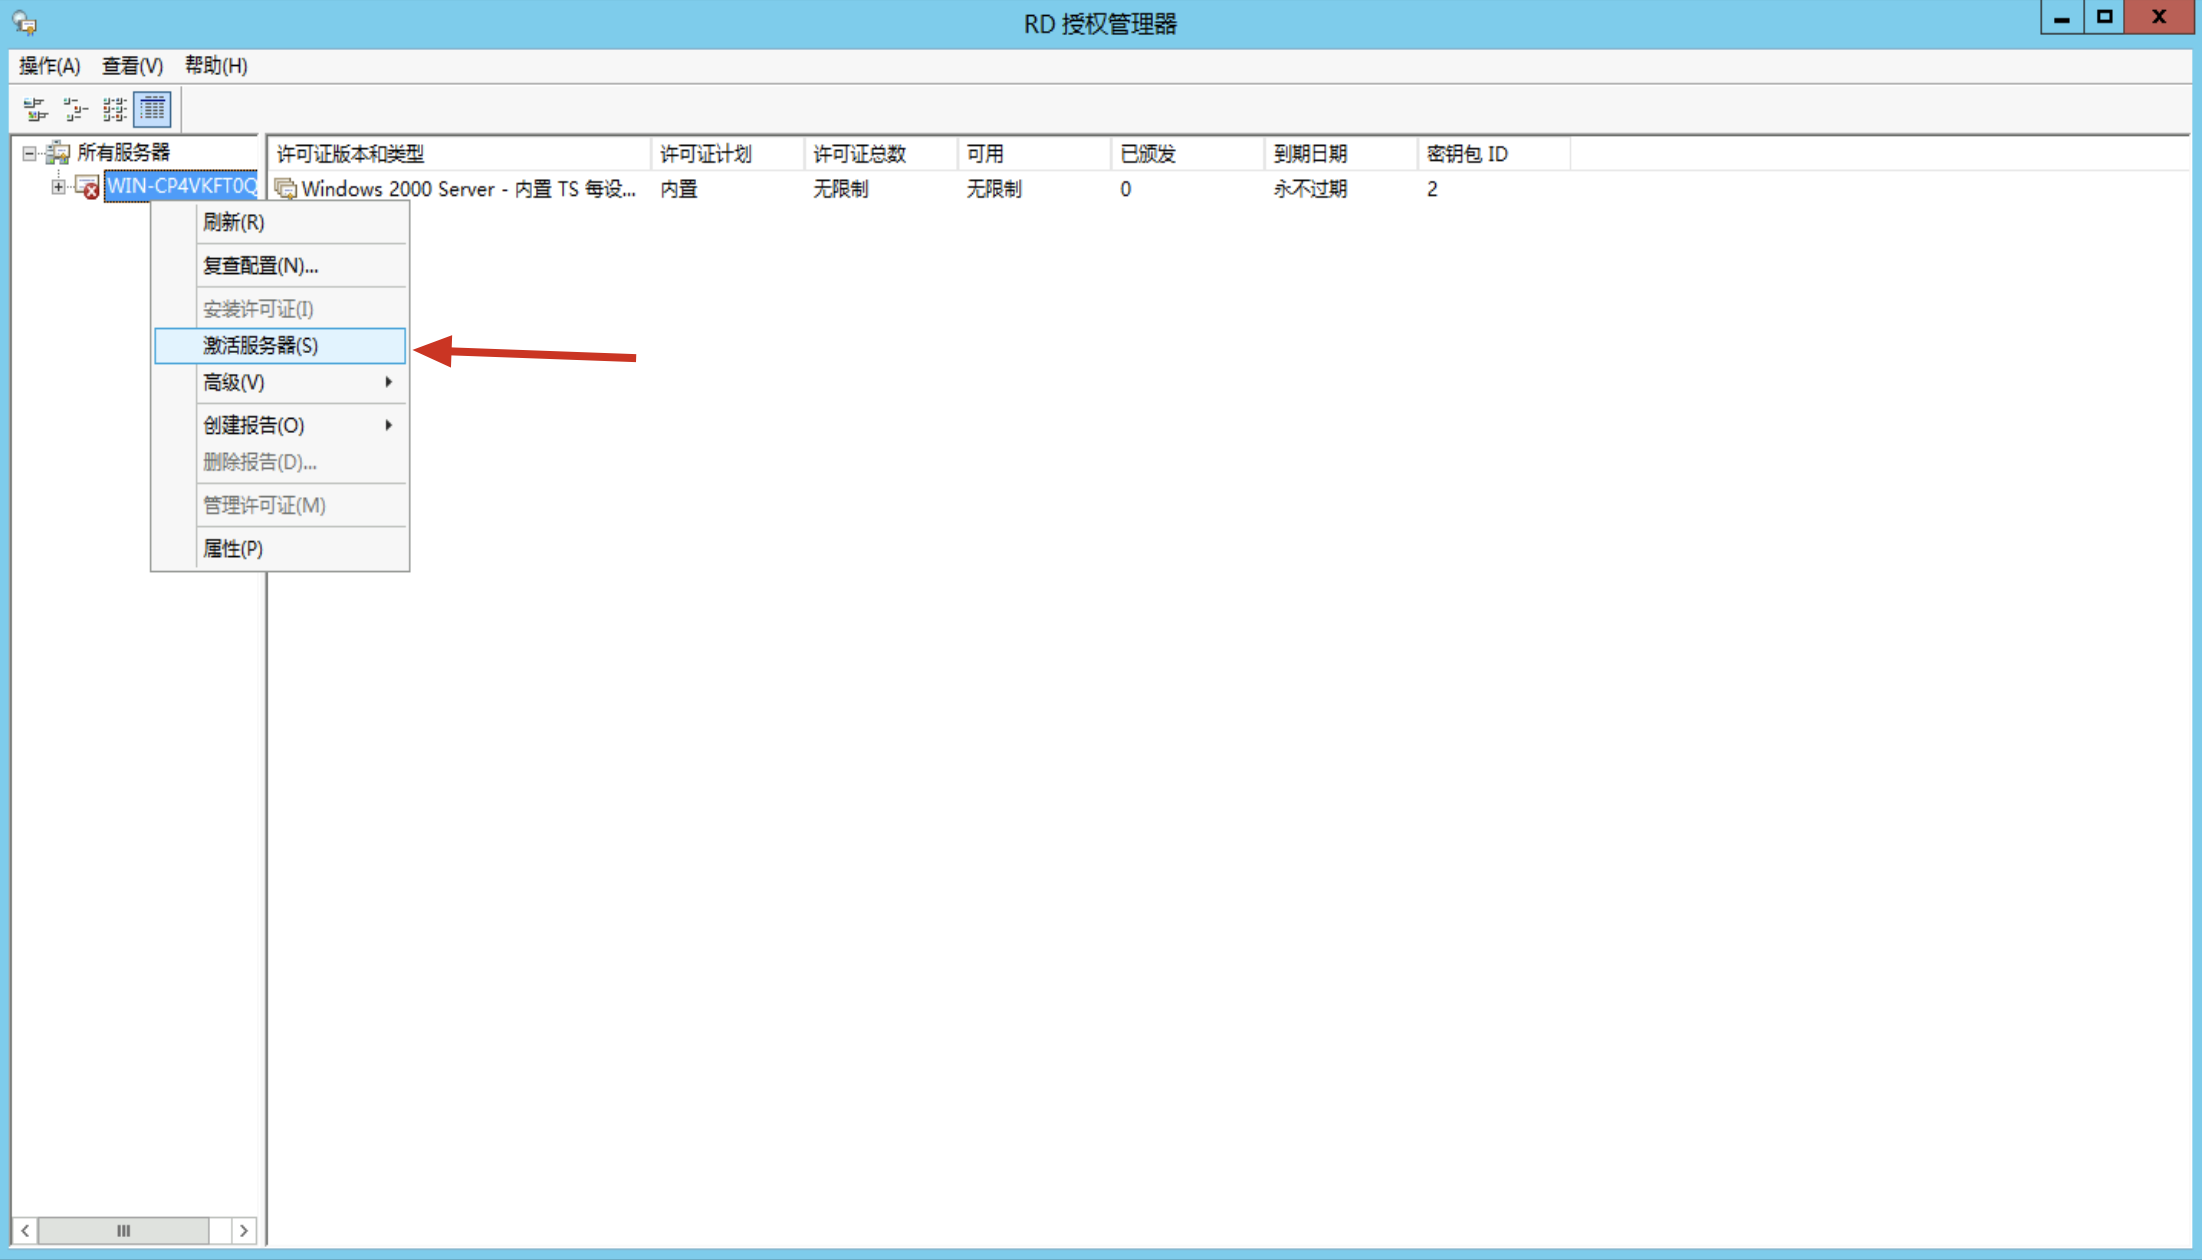 RD 授权管理器
操作(A) 查看(V) 帮助(H)
所有服务器
WIN-CP4VKFT0Q
许可证版本和类型 许可证计划 许可证总数 可用 已颁发 到期日期 密钥包 ID
Windows 2000 Server - 内置 TS 每设... 内置 无限制 无限制 0 永不过期 2
刷新(R)
复查配置(N)...
安装许可证(I)
激活服务器(S)
高级(V)
创建报告(O)
删除报告(D)...
管理许可证(M)
属性(P)